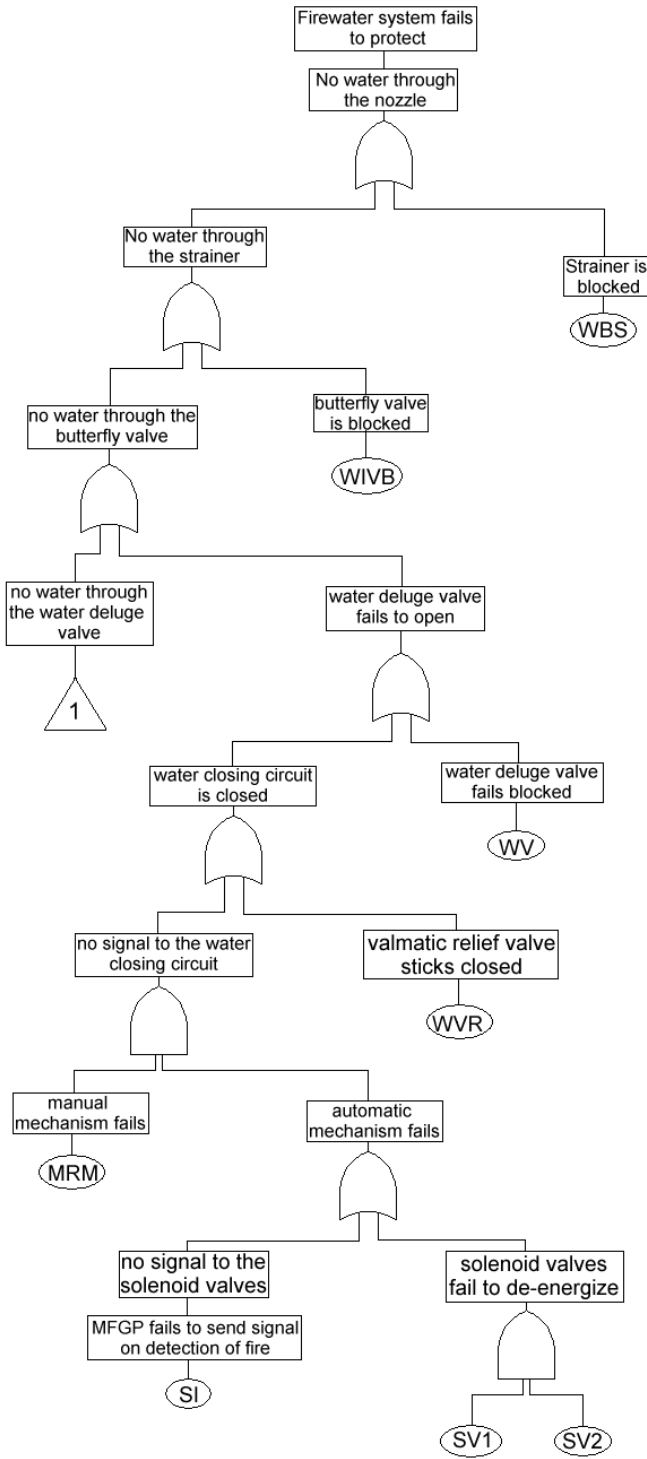 Firewater system fails
to protect
No water through
the nozzle
No water through
the strainer
Strainer is
blocked
WBS
no water through the
butterfly valve
butterfly valve
is blocked
WIVB
no water through
the water deluge
valve
1
water deluge valve
fails to open
water closing circuit
is closed
water deluge valve
fails blocked
WV
no signal to the water
closing circuit
valmatic relief valve
sticks closed
WVR
manual
mechanism fails
MRM
automatic
mechanism fails
no signal to the
solenoid valves
MFGP fails to send signal
on detection of fire
SI
solenoid valves
fail to de-energize
SV1
SV2